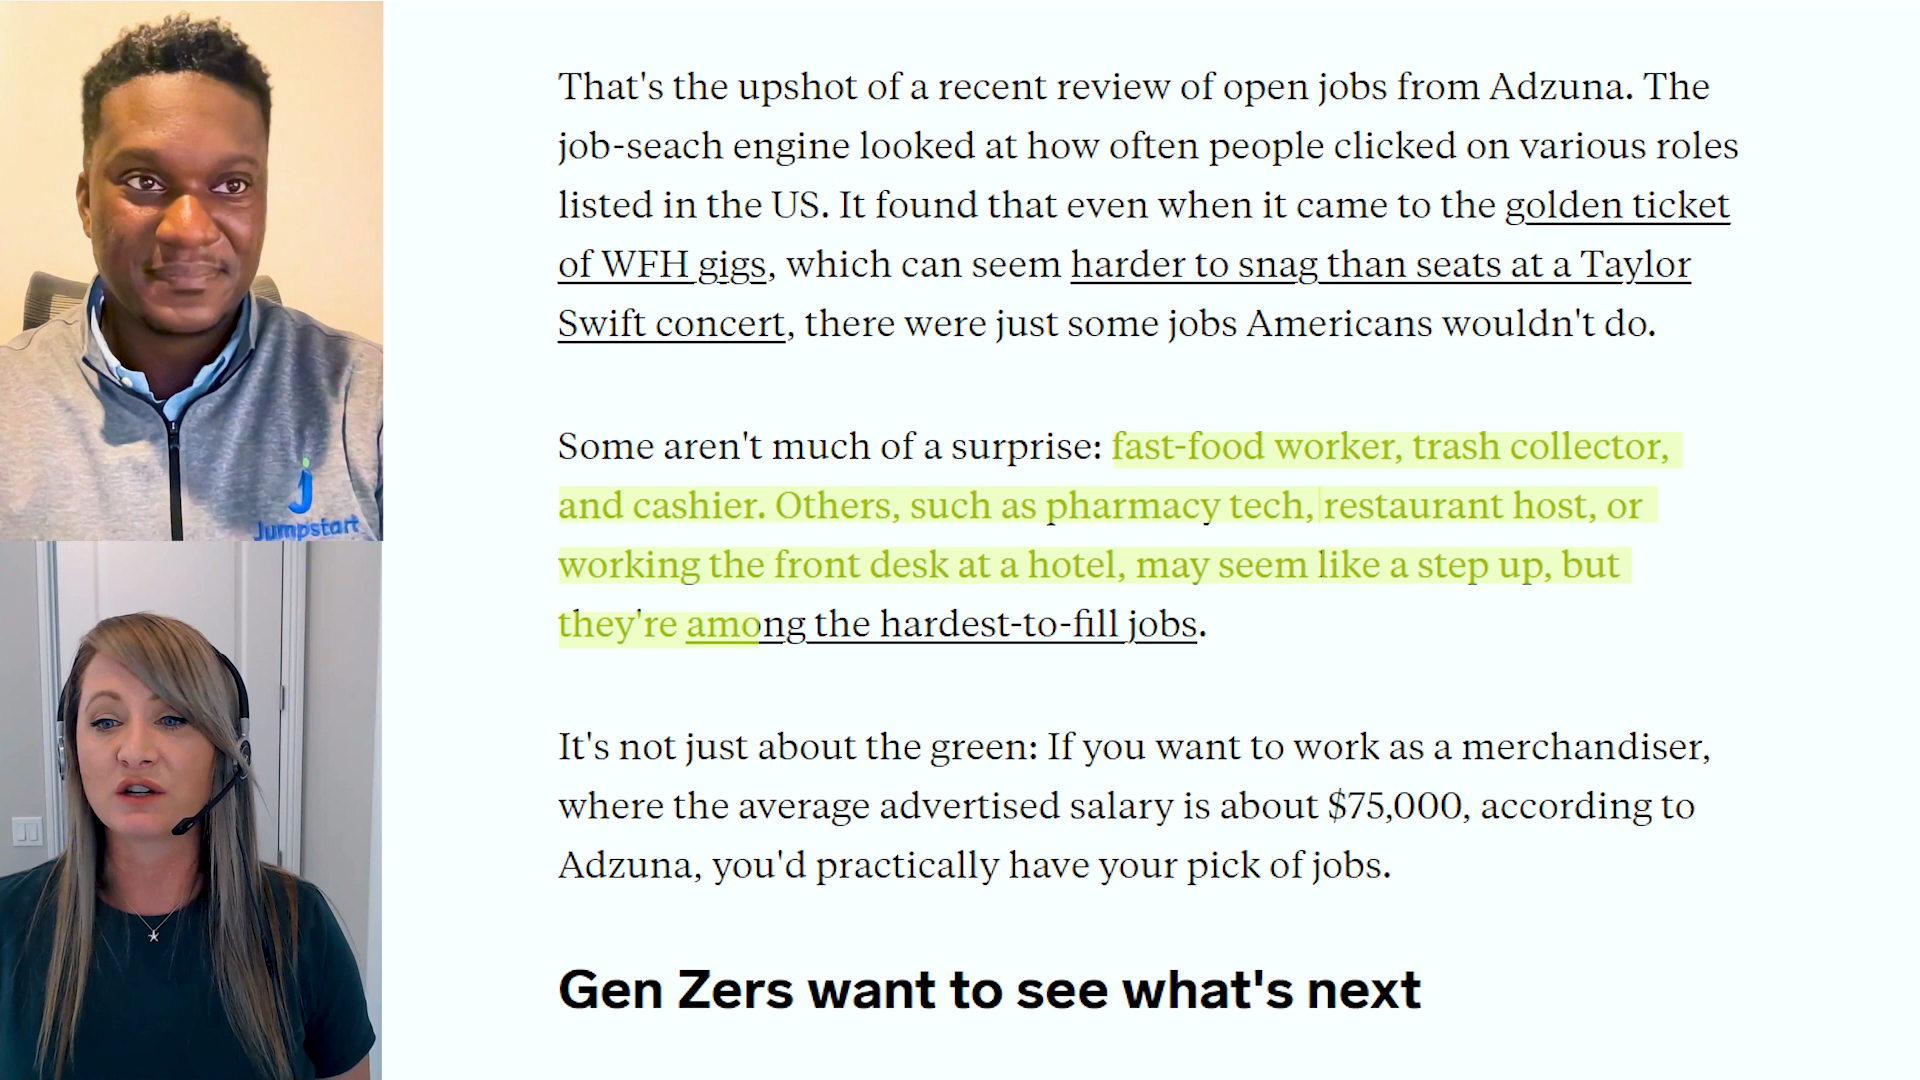 That's the upshot of a recent review of open jobs from Adzuna. The
job-seach engine looked at how often people clicked on various roles
listed in the US. It found that even when it came to the golden ticket
of WFH gigs, which can seem harder to snag than seats at a Taylor
Swift concert, there were just some jobs Americans wouldn't do.
Some aren't much of a surprise: fast-food worker, trash collector,
and cashier. Others, such as pharmacy tech, restaurant host, or
working the front desk at a hotel, may seem like a step up, but
they're among the hardest-to-fill jobs.
It's not just about the green: If you want to work as a merchandiser,
where the average advertised salary is about $75,000, according to
Adzuna, you'd practically have your pick of jobs.
Gen Zers want to see what's next
Jumpstart